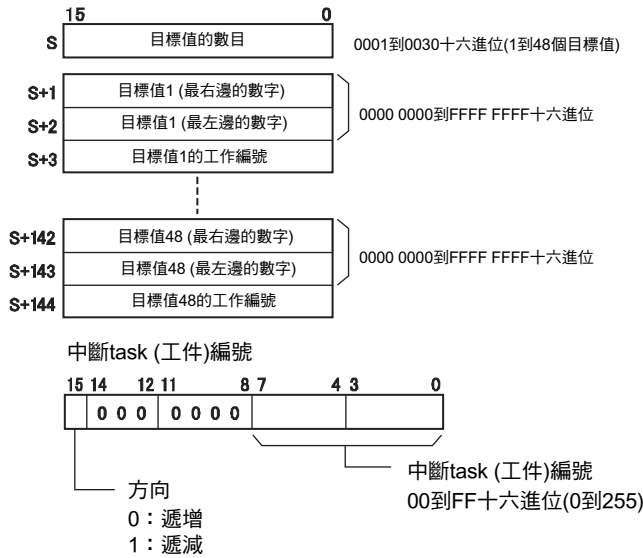 15 0
S 目標值的數目 0001到0030十六進位(1到48個目標值)
S+1 目標值1 (最右邊的數字)
S+2 目標值1 (最左邊的數字)
0000 0000到FFFF FFFF十六進位
S+3 目標值1的工作編號
S+142 目標值48 (最右邊的數字)
S+143 目標值48 (最左邊的數字)
0000 0000到FFFF FFFF十六進位
S+144 目標值48的工作編號
中斷task (工件)編號
15 14 12 11 8 7 4 3 0
0 0 0 0 0 0 0
中斷task (工件)編號
00到FF十六進位(0到255)
方向
0：遞增
1：遞減